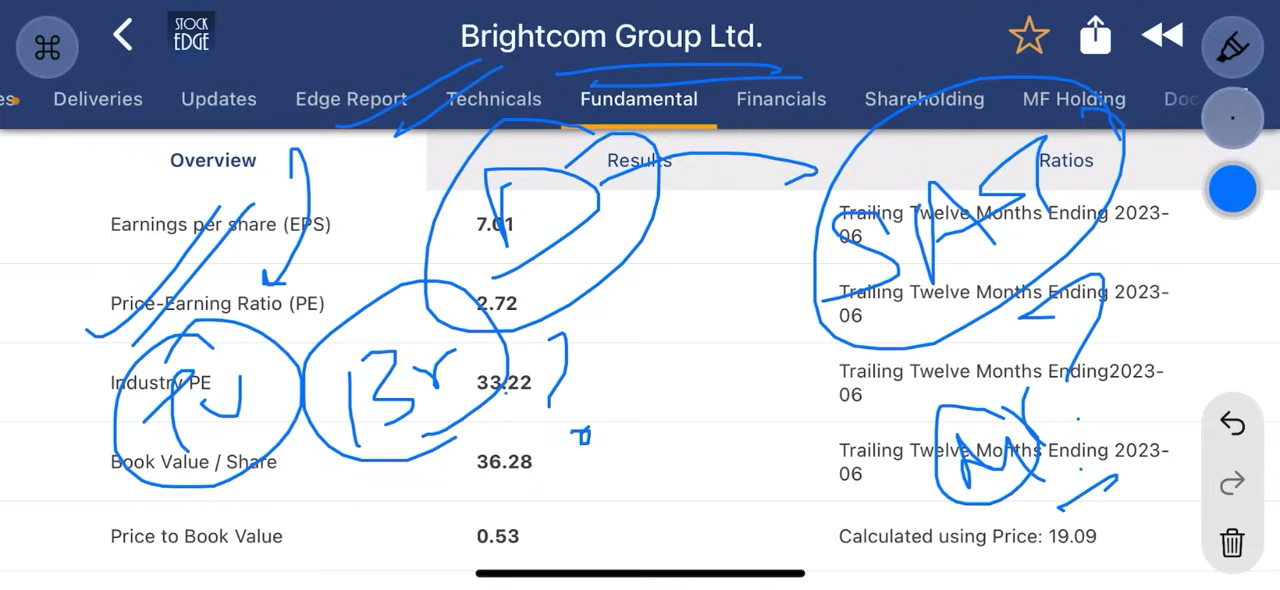 STOCK
EDGE
Brightcom Group Ltd.
Deliveries Updates Edge Report Technicals Fundamental Financials Shareholding MF Holding
Overview Results Ratios
Earnings per share (EPS) 7.01 Trailing Twelve Months Ending 2023-
06
Price-Earning Ratio (PE) 2.72 Trailing Twelve Months Ending 2023-
06
Industry PE 33.22 Trailing Twelve Months Ending2023-
06
Book Value / Share 36.28 Trailing Twelve Months Ending 2023-
06
Price to Book Value 0.53 Calculated using Price: 19.09